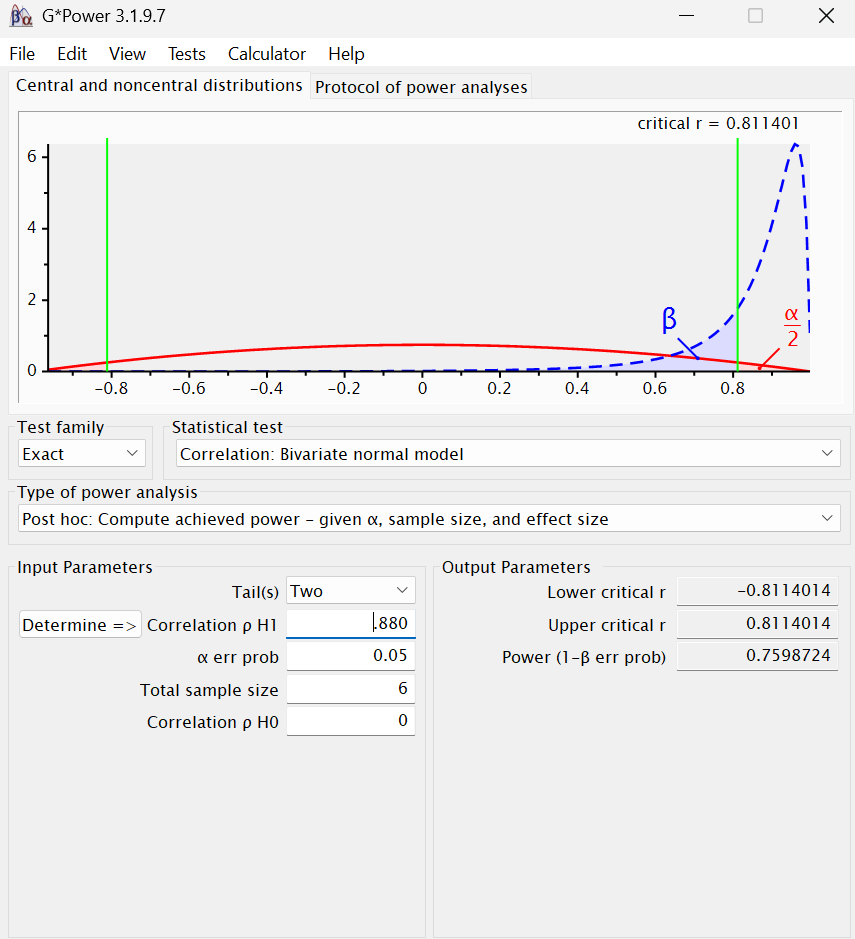 G*Power 3.1.9.7
File Edit View Tests Calculator Help
Central and noncentral distributions Protocol of power analyses
critical r = 0.811401
6
4
2
0
β
α
2
-0.8 -0.6 -0.4 -0.2 0 0.2 0.4 0.6 0.8
Test family Statistical test
Exact Correlation: Bivariate normal model
Type of power analysis
Post hoc: Compute achieved power - given α, sample size, and effect size
Input Parameters
Tail(s) Two
Determine => Correlation ρ H1 .880
α err prob 0.05
Total sample size 6
Correlation ρ H0 0
Output Parameters
Lower critical r -0.8114014
Upper critical r 0.8114014
Power (1-β err prob) 0.7598724